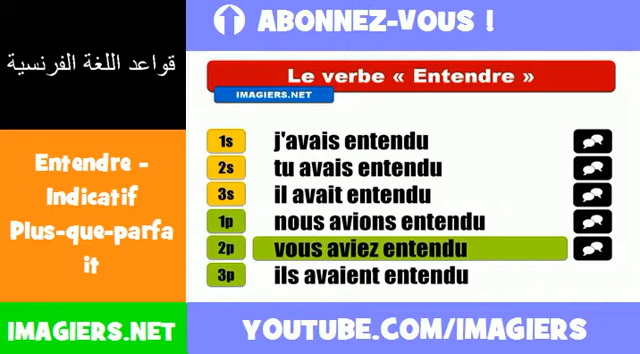 ABONNEZ-VOUS !
قواعد اللغة الفرنسية
Le verbe « Entendre »
IMAGIERS.NET
1s j'avais entendu
2s tu avais entendu
3s il avait entendu
1p nous avions entendu
2p vous aviez entendu
3p ils avaient entendu
Entendre -
Indicatif
Plus-que-parfa
it
IMAGIERS.NET
YOUTUBE.COM/IMAGIERS